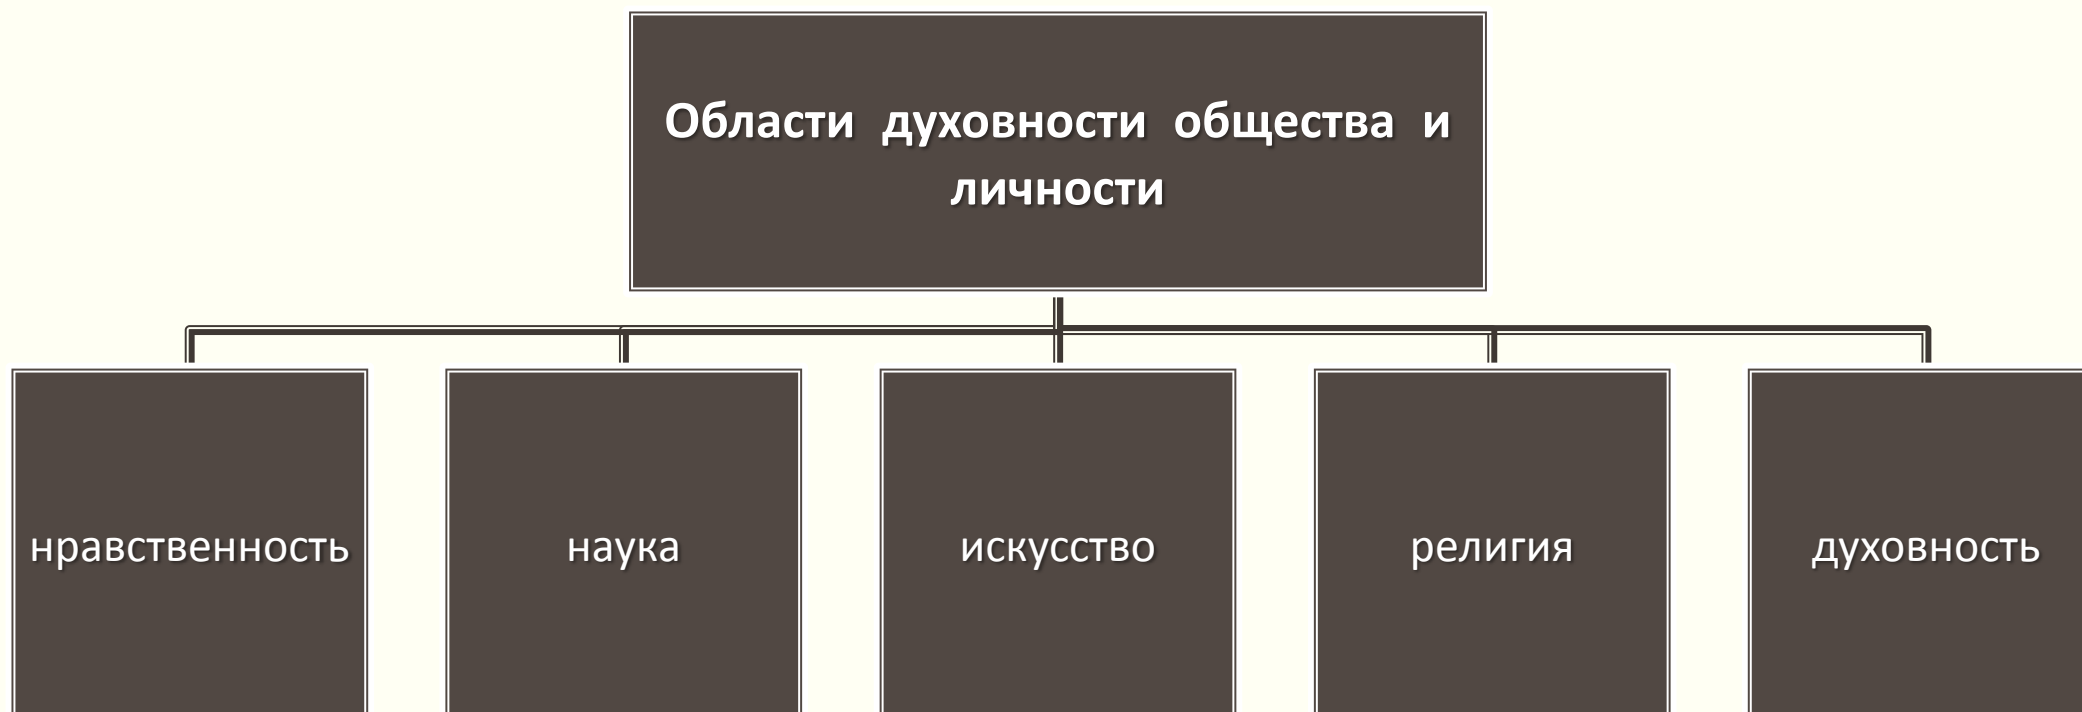 Области духовности общества и
личности
нравственность
наука
искусство
религия
духовность